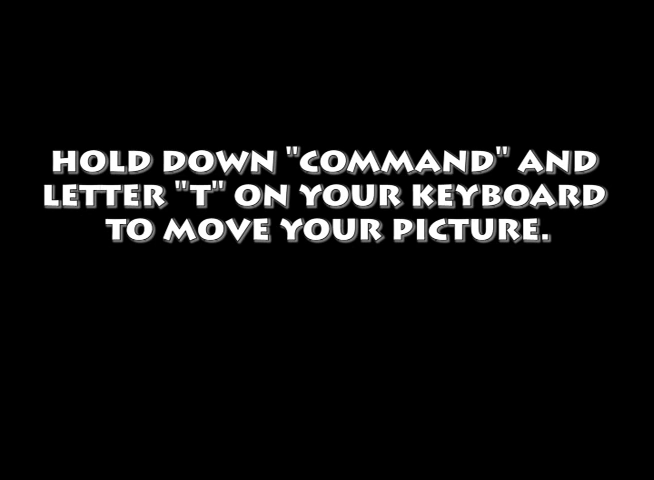 HOLD DOWN "COMMAND" AND
LETTER "T" ON YOUR KEYBOARD
TO MOVE YOUR PICTURE.